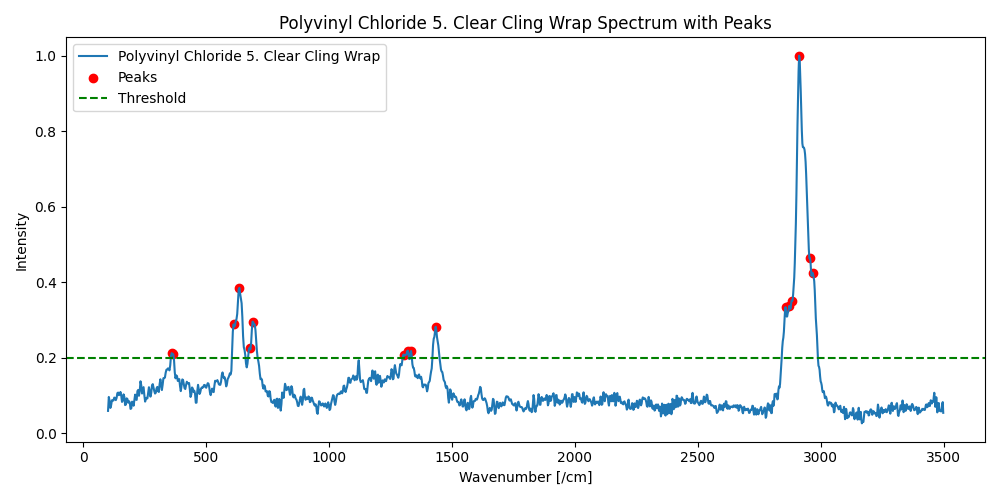 Polyvinyl Chloride 5. Clear Cling Wrap Spectrum with Peaks
Polyvinyl Chloride 5. Clear Cling Wrap
Peaks
Threshold
Intensity
1.0
0.8
0.6
0.4
0.2
0.0
0 500 1000 1500 2000 2500 3000 3500
Wavenumber [/cm]